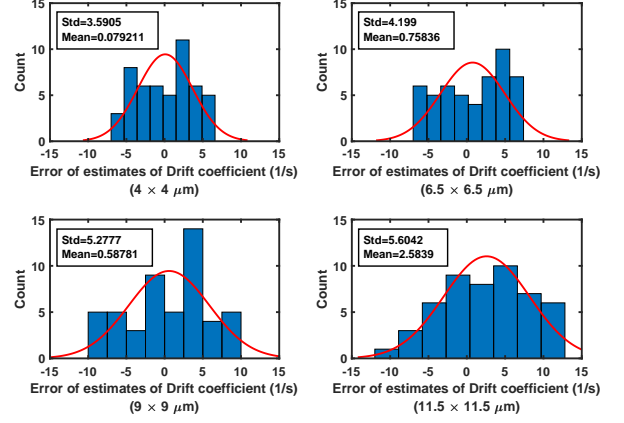 Std=3.5905
Mean=0.079211
Count
15
10
5
0
-15 -10 -5 0 5 10 15
Error of estimates of Drift coefficient (1/s)
(4 × 4 μm)
Std=4.199
Mean=0.75836
Count
15
10
5
0
-15 -10 -5 0 5 10 15
Error of estimates of Drift coefficient (1/s)
(6.5 × 6.5 μm)
Std=5.2777
Mean=0.58781
Count
15
10
5
0
-15 -10 -5 0 5 10 15
Error of estimates of Drift coefficient (1/s)
(9 × 9 μm)
Std=5.6042
Mean=2.5839
Count
15
10
5
0
-15 -10 -5 0 5 10 15
Error of estimates of Drift coefficient (1/s)
(11.5 × 11.5 μm)